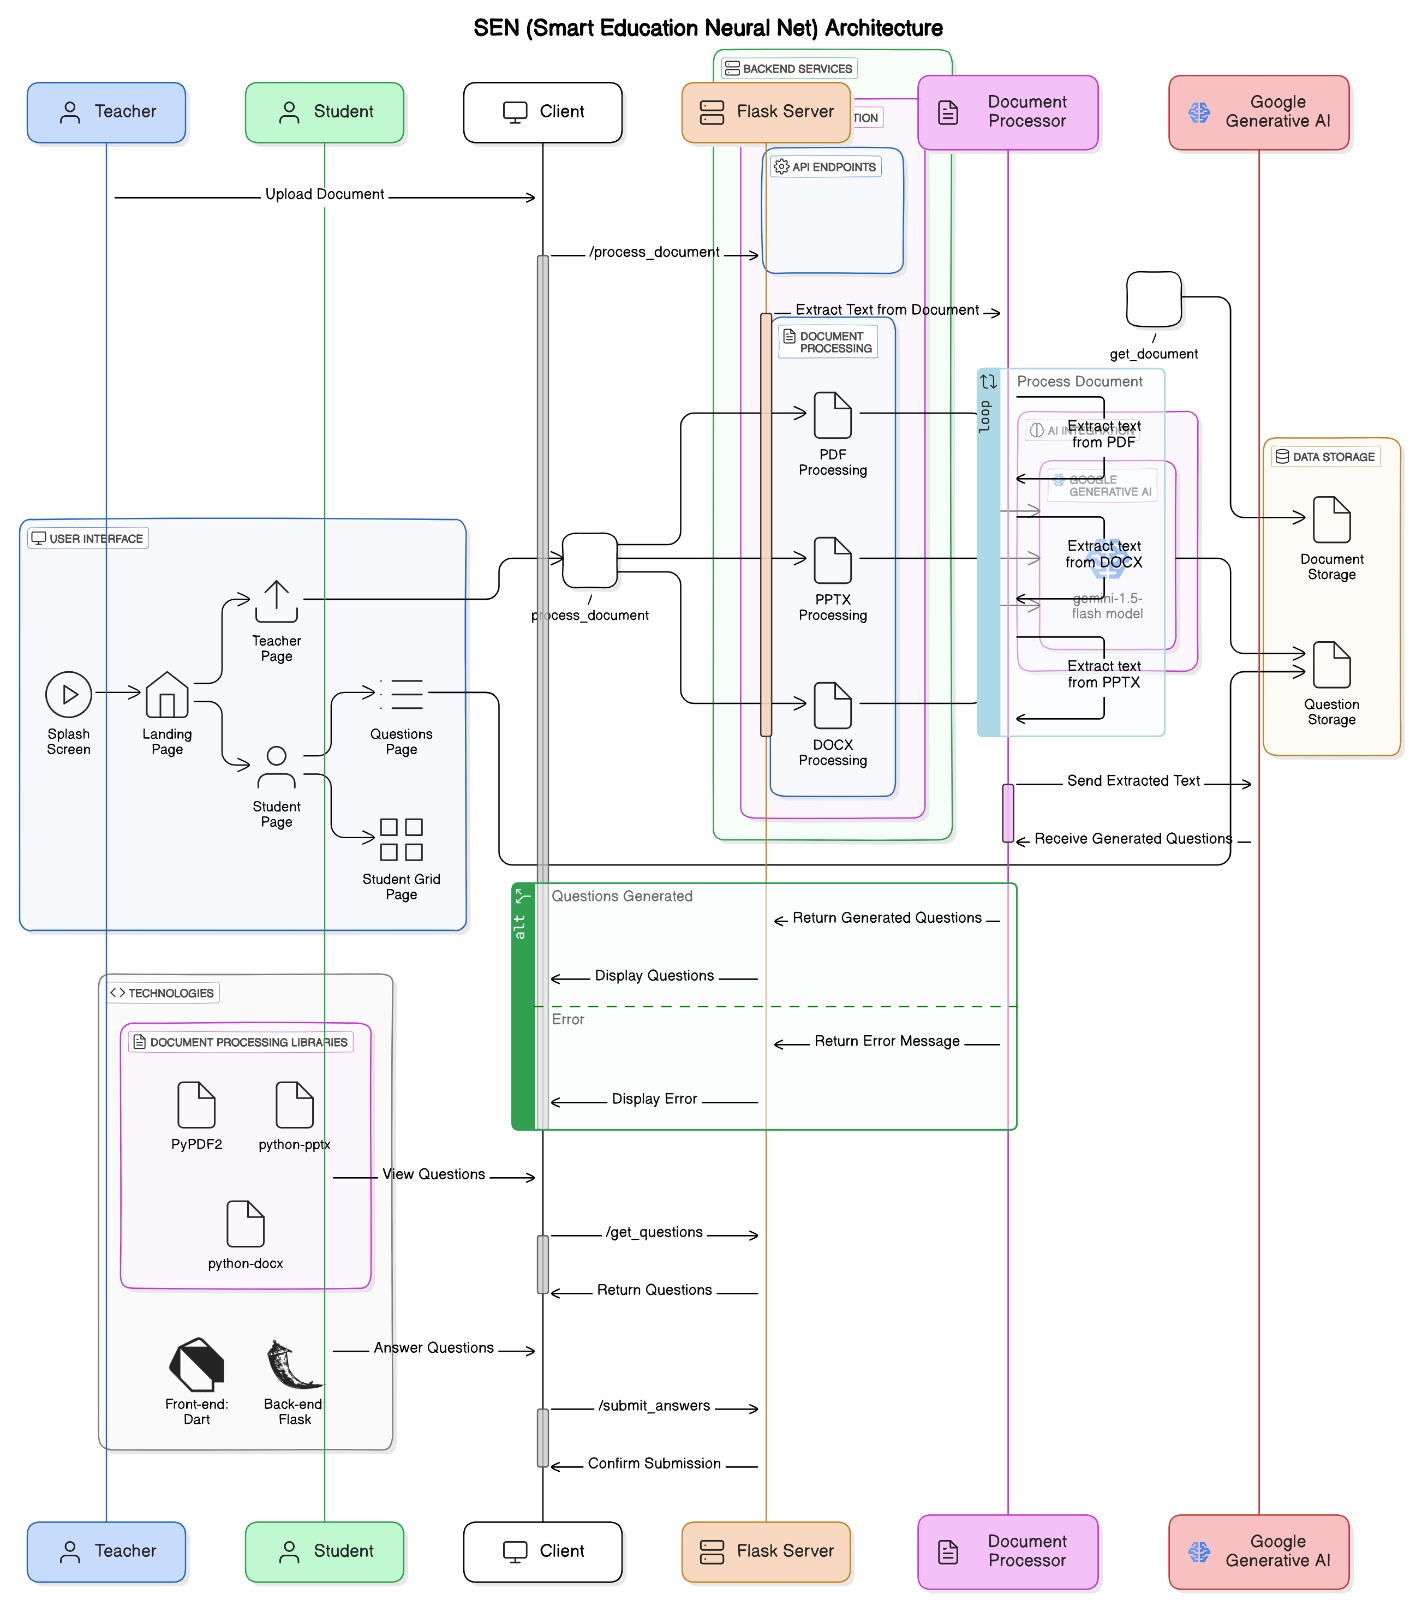 SEN (Smart Education Neural Net) Architecture
BACKEND SERVICES
Teacher
Student
Client
Flask Server
TION
Document
Processor
Google
Generative AI
API ENDPOINTS
Upload Document
/process_document
Extract Text from Document
DOCUMENT
PROCESSING
/
get_document
loop
Process Document
AI INTEGRATION
Extract text
from PDF
GOOGLE
GENERATIVE AI
PDF
Processing
DATA STORAGE
Document
Storage
USER INTERFACE
Extract text
from DOCX
gemini-1.5-
flash model
/
process_document
PPTX
Processing
Teacher
Page
Extract text
from PPTX
Question
Storage
Splash
Screen
Landing
Page
Questions
Page
DOCX
Processing
Student
Page
Send Extracted Text
Receive Generated Questions
Student Grid
Page
alt
Questions Generated
Return Generated Questions
Display Questions
Error
Return Error Message
Display Error
TECHNOLOGIES
DOCUMENT PROCESSING LIBRARIES
PyPDF2
python-pptx
View Questions
python-docx
/get_questions
Return Questions
Answer Questions
Front-end:
Dart
Back-end:
Flask
/submit_answers
Confirm Submission
Teacher
Student
Client
Flask Server
Document
Processor
Google
Generative AI